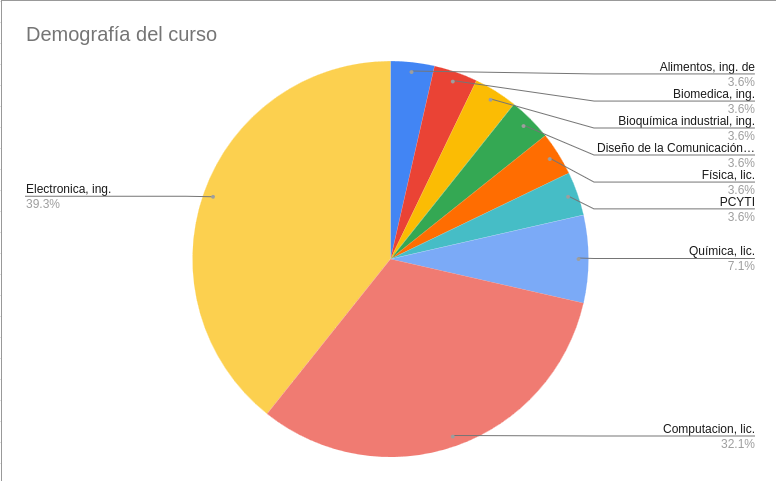 Demografía del curso
Alimentos, ing. de
3.6%
Biomedica, ing.
3.6%
Bioquímica industrial, ing.
3.6%
Diseño de la Comunicación…
3.6%
Física, lic.
3.6%
PCYTI
3.6%
Química, lic.
7.1%
Computacion, lic.
32.1%
Electronica, ing.
39.3%